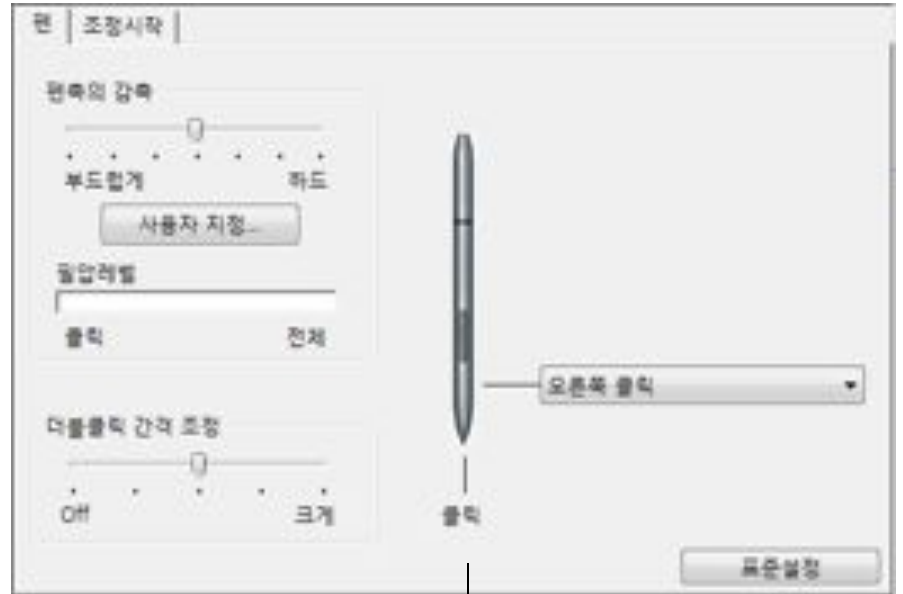 펜 조정시작
펜촉의 감촉
부드럽게 하드
사용자 지정...
필압레벨
클릭 전체
오른쪽 클릭
더블클릭 간격 조정
Off 크게
클릭
표준설정